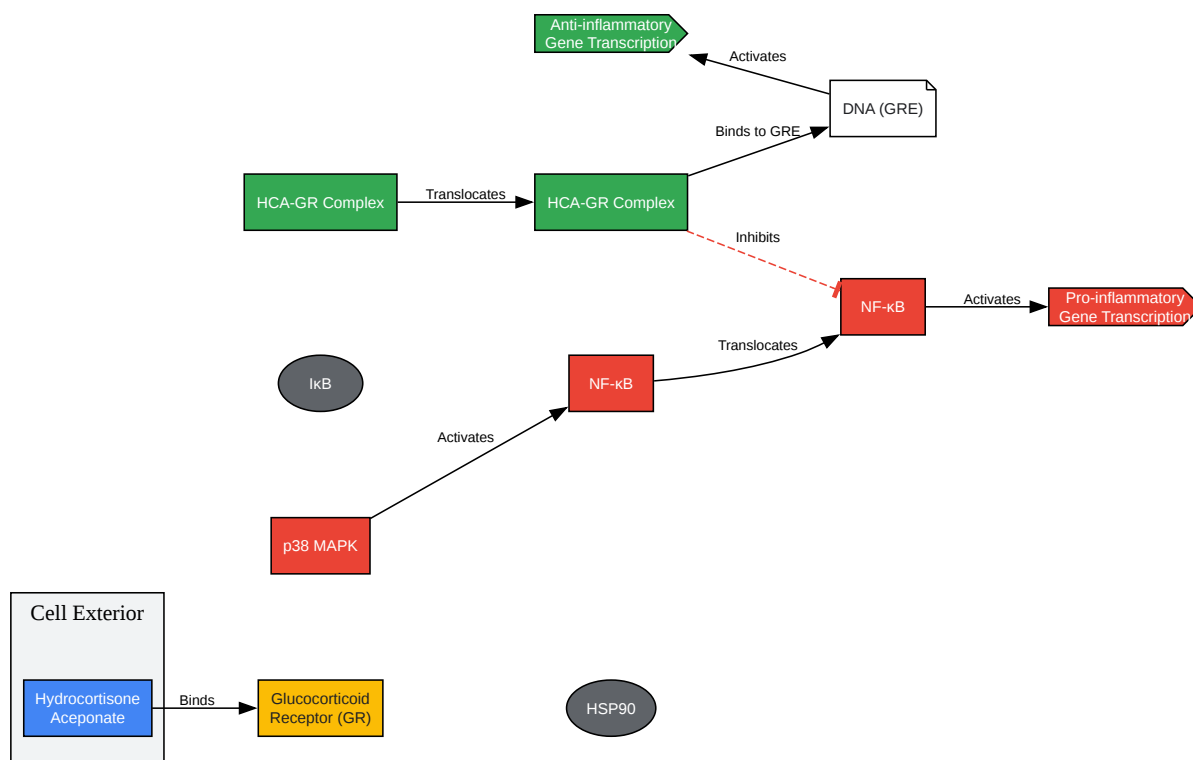 Anti-inflammatory
Gene Transcription
Activates
DNA (GRE)
Binds to GRE
HCA-GR Complex
Translocates
HCA-GR Complex
Inhibits
NF-κB
Activates
Pro-inflammatory
Gene Transcription
Translocates
IκB
NF-κB
Activates
p38 MAPK
Cell Exterior
Hydrocortisone
Aceponate
Binds
Glucocorticoid
Receptor (GR)
HSP90